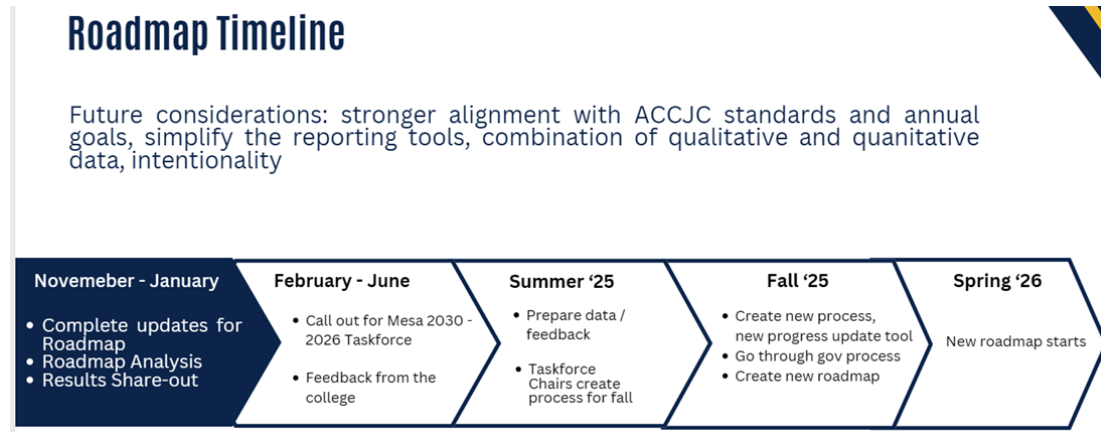 Roadmap Timeline
Future considerations: stronger alignment with ACCJC standards and annual
goals, simplify the reporting tools, combination of qualitative and quanitative
data, intentionality
Novemeber - January
• Complete updates for
Roadmap
• Roadmap Analysis
• Results Share-out
February - June
• Call out for Mesa 2030 -
2026 Taskforce
• Feedback from the
college
Summer ‘25
• Prepare data /
feedback
• Taskforce
Chairs create
process for fall
Fall ‘25
• Create new process,
new progress update tool
• Go through gov process
• Create new roadmap
Spring ‘26
New roadmap starts